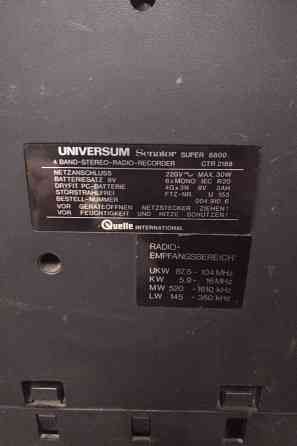 UNIVERSUM Senator SUPER 8800
4 BAND-STEREO-RADIO-RECORDER CTR 2188
NETZANSCHLUSS 220V ~ MAX. 30W
BATTERIESATZ 9V 6x MONO IEC R20
DRYFIT PC-BATTERIE 4G x 3N 8V 3AH
STÖRSTRAHLFREI FTZ-NR. U 153
BESTELL-NUMMER 004.910 6
VOR GERÄTEÖFFNEN NETZSTECKER ZIEHEN!
VOR FEUCHTIGKEIT UND HITZE SCHÜTZEN!
Quelle INTERNATIONAL
RADIO-
EMPFANGSBEREICH
UKW 87.5 - 104 MHz
KW 5.9 - 16 MHz
MW 520 - 1610 kHz
LW 145 - 350 kHz